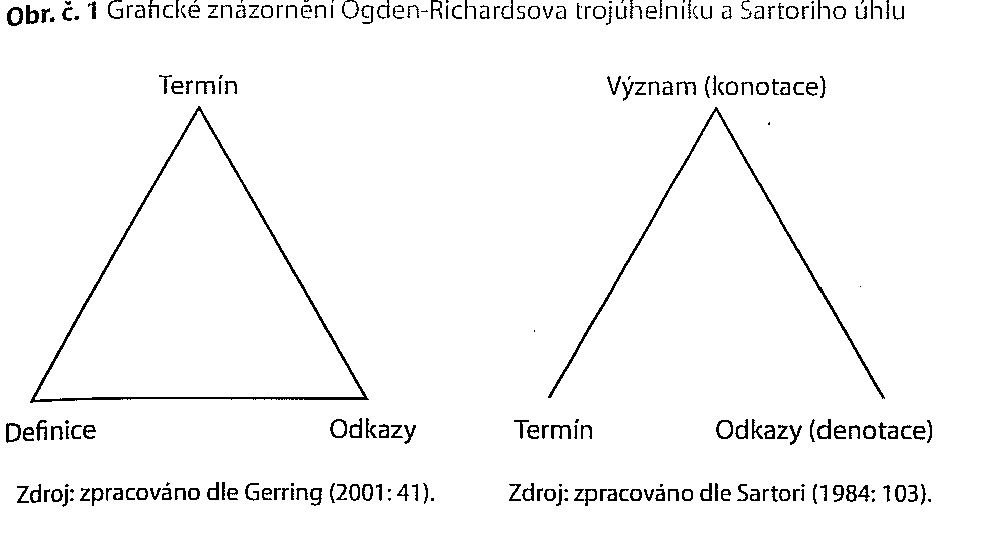 Obr. č. 1 Grafické znázornění Ogden-Richardsova trojúhelníku a Sartoriho úhlu
Termín
Význam (konotace)
Definice
Odkazy
Termín
Odkazy (denotace)
Zdroj: zpracováno dle Gerring (2001: 41).
Zdroj: zpracováno dle Sartori (1984: 103).